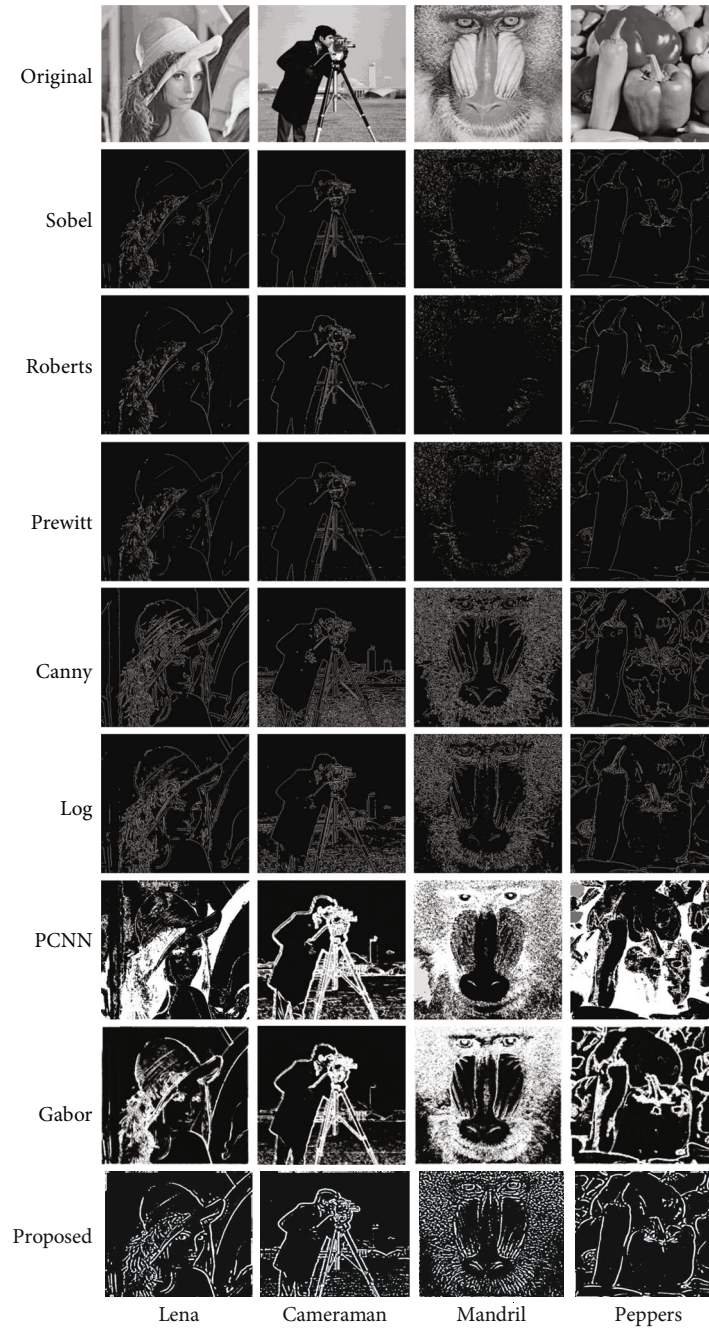 Original
Sobel
Roberts
Prewitt
Canny
Log
PCNN
Gabor
Proposed
Lena Cameraman Mandril Peppers